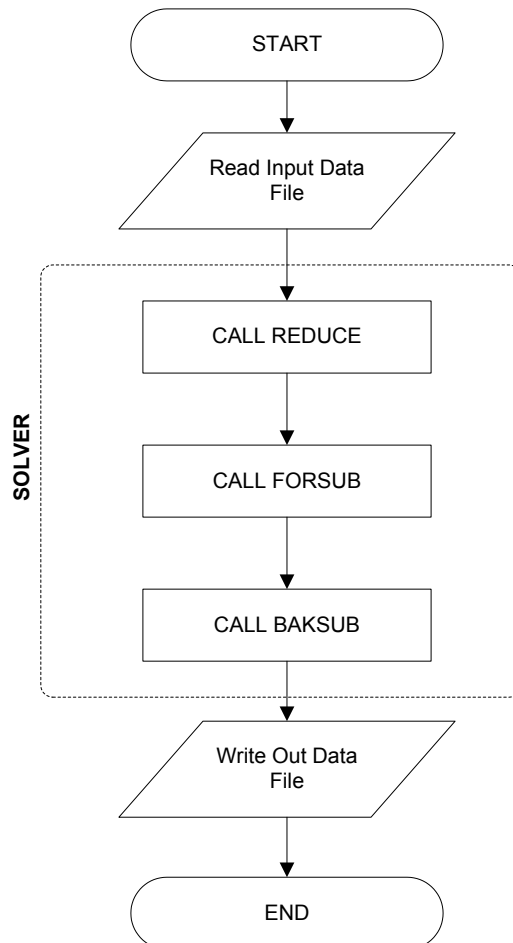 START
Read Input Data
File
CALL REDUCE
SOLVER
CALL FORSUB
CALL BAKSUB
Write Out Data
File
END